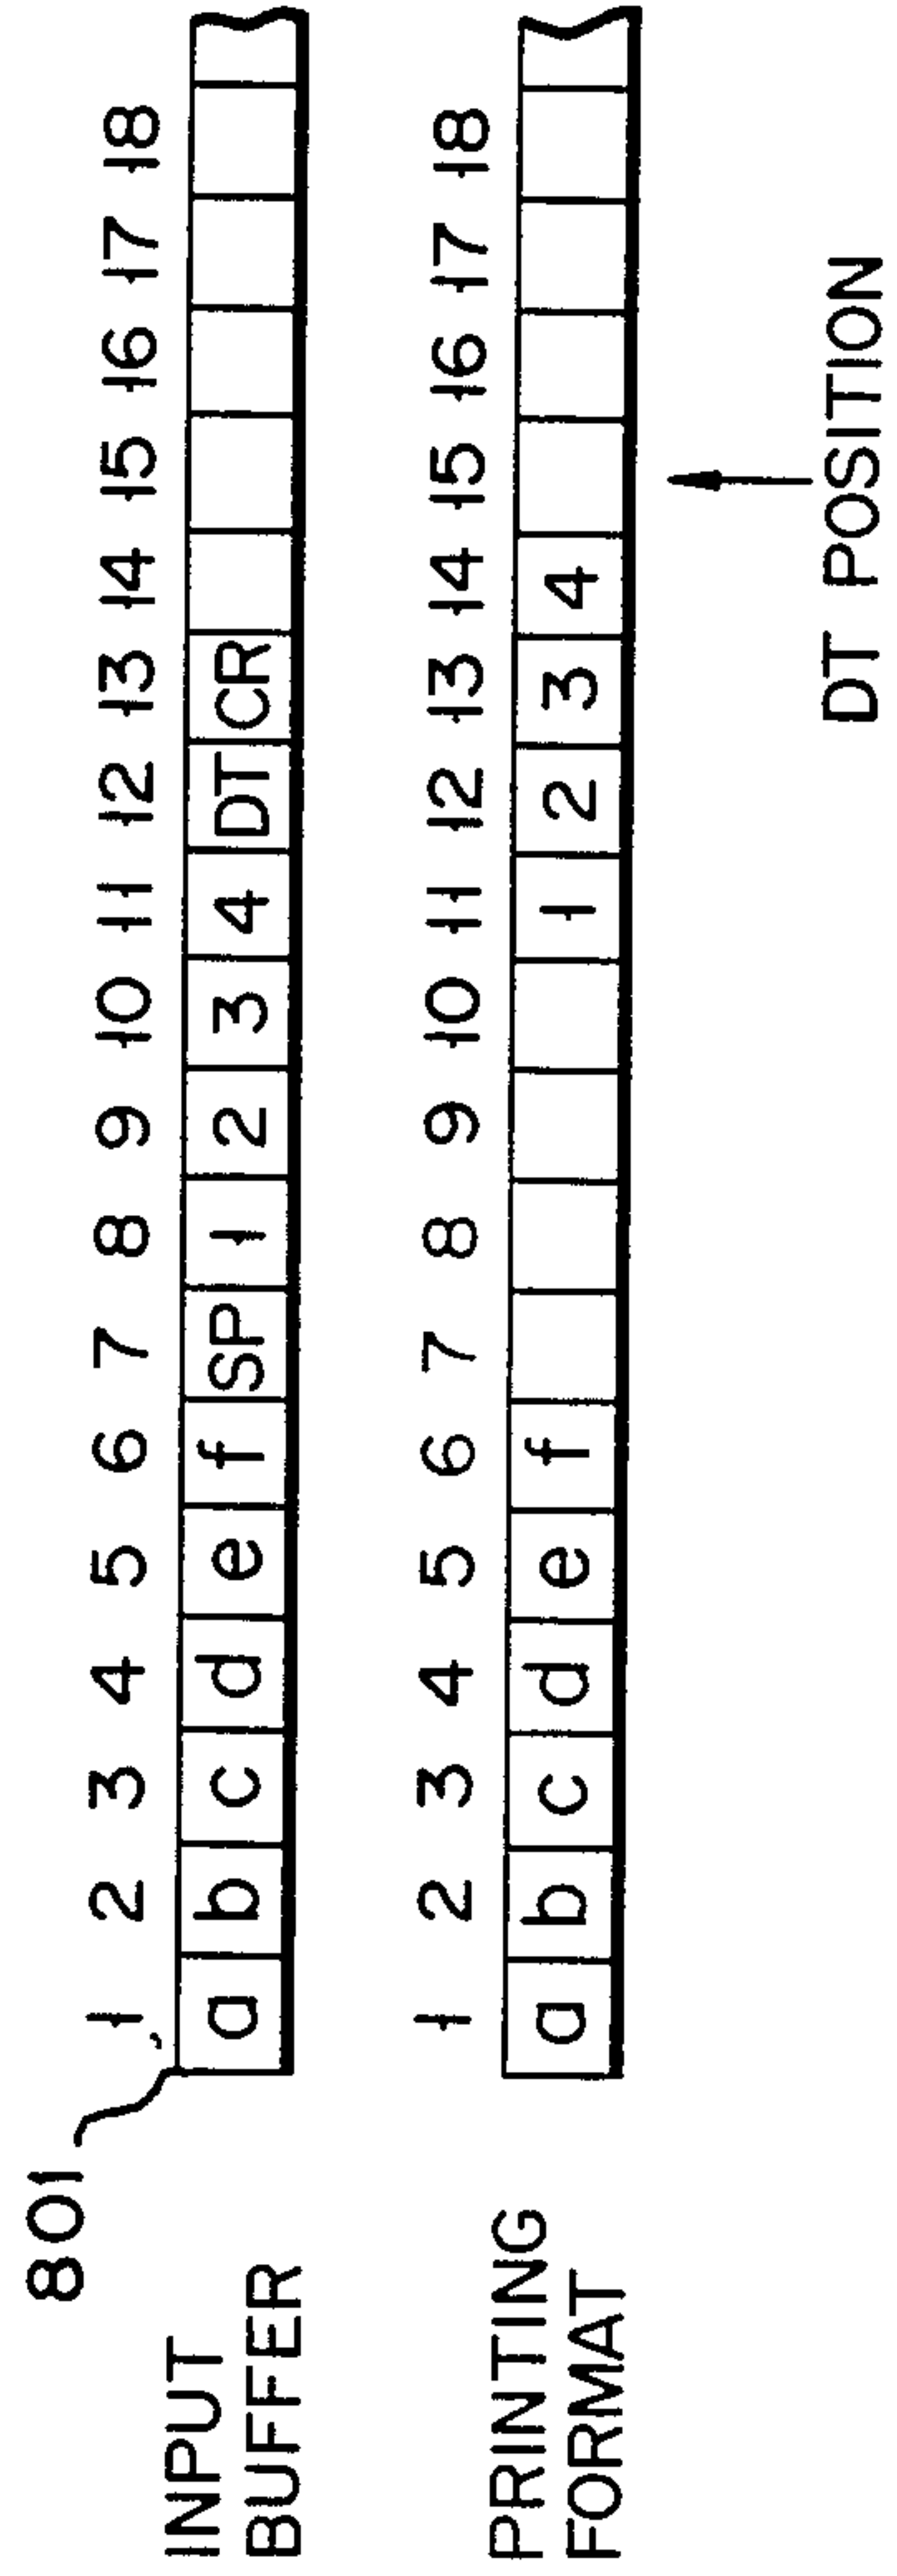 801
1 2 3 4 5 6 7 8 9 10 11 12 13 14 15 16 17 18
INPUT BUFFER
a b c d e f SP 1 2 3 4 DT CR
1 2 3 4 5 6 7 8 9 10 11 12 13 14 15 16 17 18
PRINTING FORMAT
a b c d e f 1 2 3 4
DT POSITION